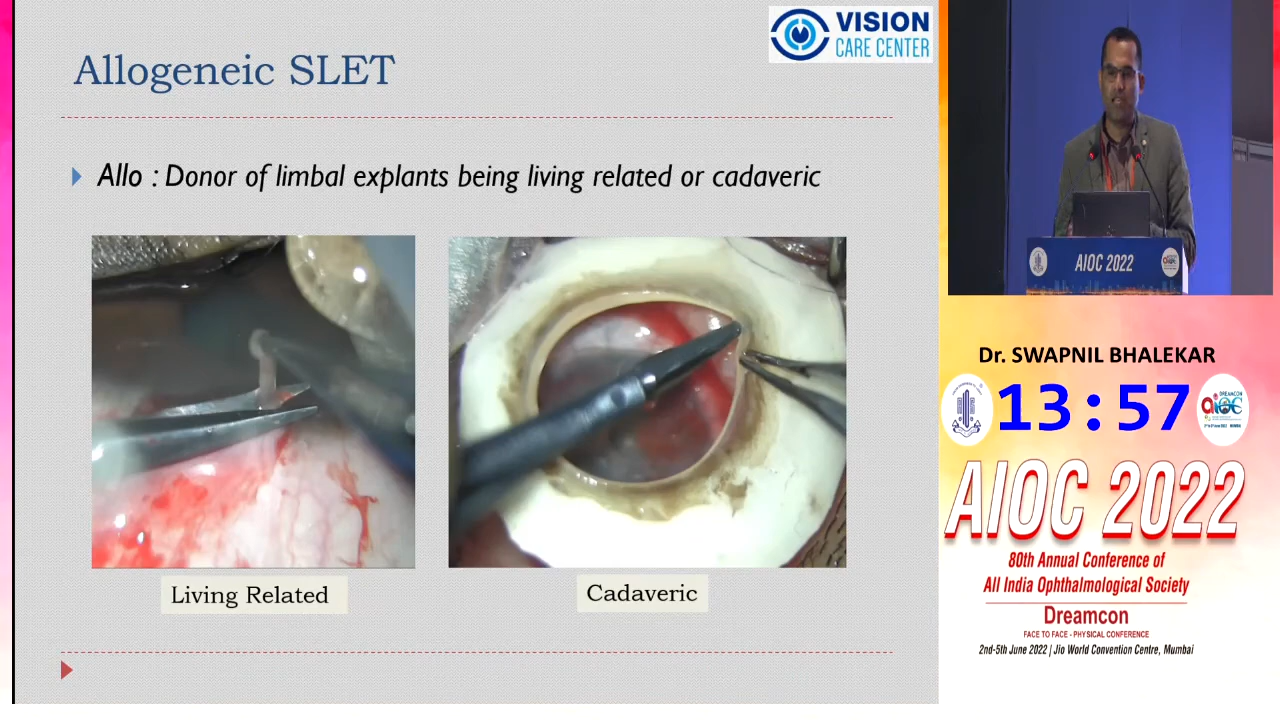 VISION
CARE CENTER
Allogeneic SLET
Allo : Donor of limbal explants being living related or cadaveric
Living Related
Cadaveric
AIOC 2022
Dr. SWAPNIL BHALEKAR
13:57
AIOC 2022
80th Annual Conference of
All India Ophthalmological Society
Dreamcon
FACE TO FACE - PHYSICAL CONFERENCE
2nd-5th June 2022 | Jio World Convention Centre, Mumbai